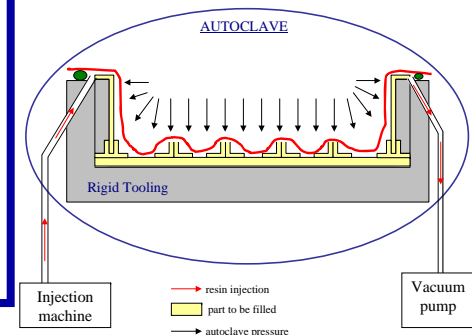 AUTOCLAVE
Rigid Tooling
Injection
machine
resin injection
part to be filled
autoclave pressure
Vacuum
pump